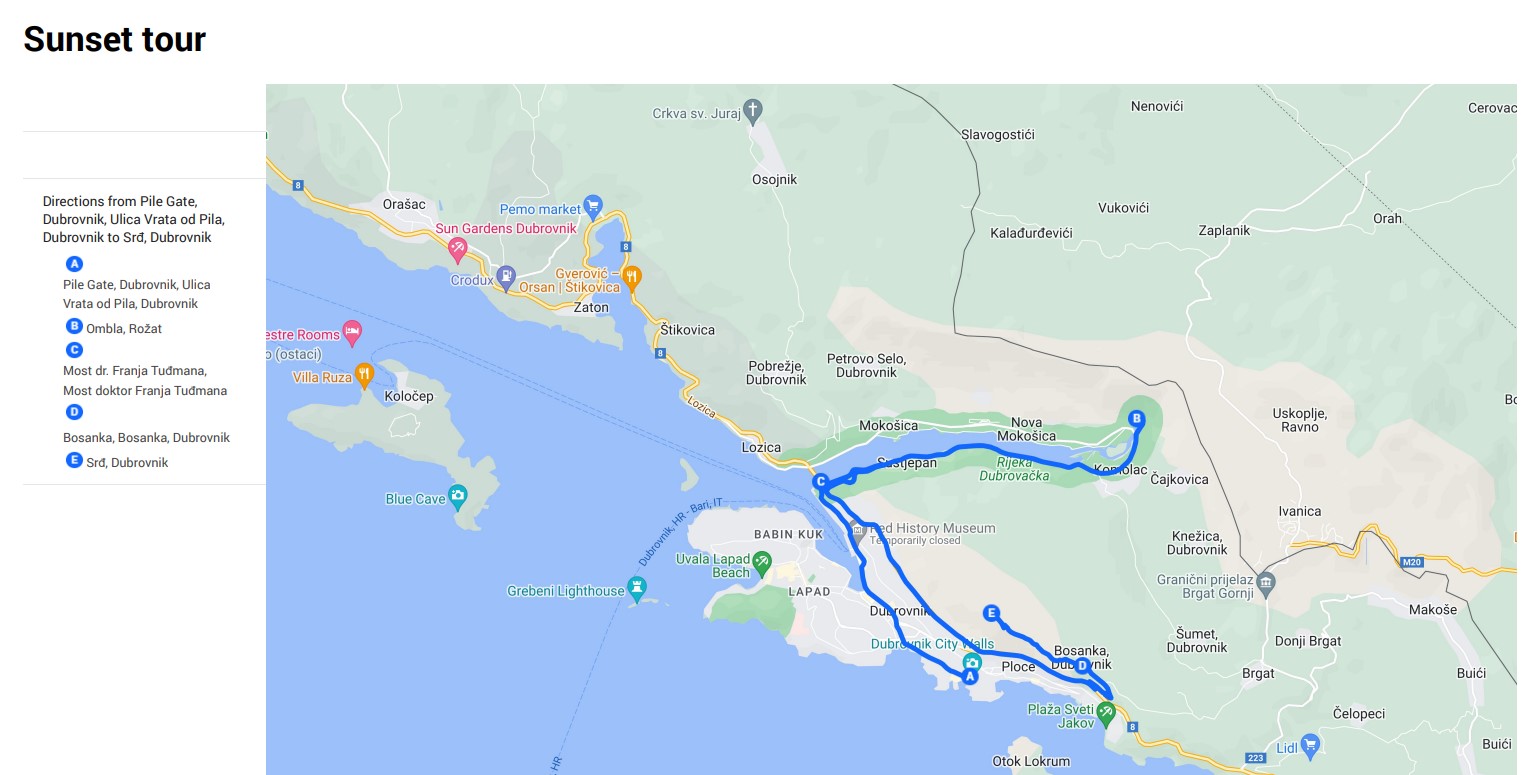 Sunset tour
Directions from Pile Gate,
Dubrovnik, Ulica Vrata od Pila,
Dubrovnik to Srđ, Dubrovnik
A
Pile Gate, Dubrovnik, Ulica
Vrata od Pila, Dubrovnik
B Ombla, Rožat
C
Most dr. Franja Tuđmana,
Most doktor Franja Tuđmana
D
Bosanka, Bosanka, Dubrovnik
E Srđ, Dubrovnik
Crkva sv. Juraj
Nenovići
Cerovac
Slavogostići
Osojnik
8
Orašac
Pemo market
Vukovići
Orah
Sun Gardens Dubrovnik
Kalađurđevići
Zaplanik
8
Crodux
Gverović –
Orsan | Štikovica
Zaton
estre Rooms
o (ostaci)
Štikovica
8
Villa Ruza
Pobrežje,
Dubrovnik
Petrovo Selo,
Dubrovnik
Koločep
Lozica
Mokošica
Nova
Mokošica
B
Uskoplje,
Ravno
Lozica
Sustjepan
Rijeka
Dubrovačka
Komolac
Čajkovica
C
Blue Cave
Dubrovnik, HR - Bari, IT
BABIN KUK
Red History Museum
Temporarily closed
Ivanica
Knežica,
Dubrovnik
M20
Uvala Lapad
Beach
Granični prijelaz
Brgat Gornji
Grebeni Lighthouse
LAPAD
Dubrovnik
E
Makoše
Šumet,
Dubrovnik
Donji Brgat
Dubrovnik City Walls
Bosanka,
Dubrovnik
D
Ploce
A
Brgat
Buići
Plaža Sveti
Jakov
8
Čelopeci
Lidl
Buići
223
Otok Lokrum
HR